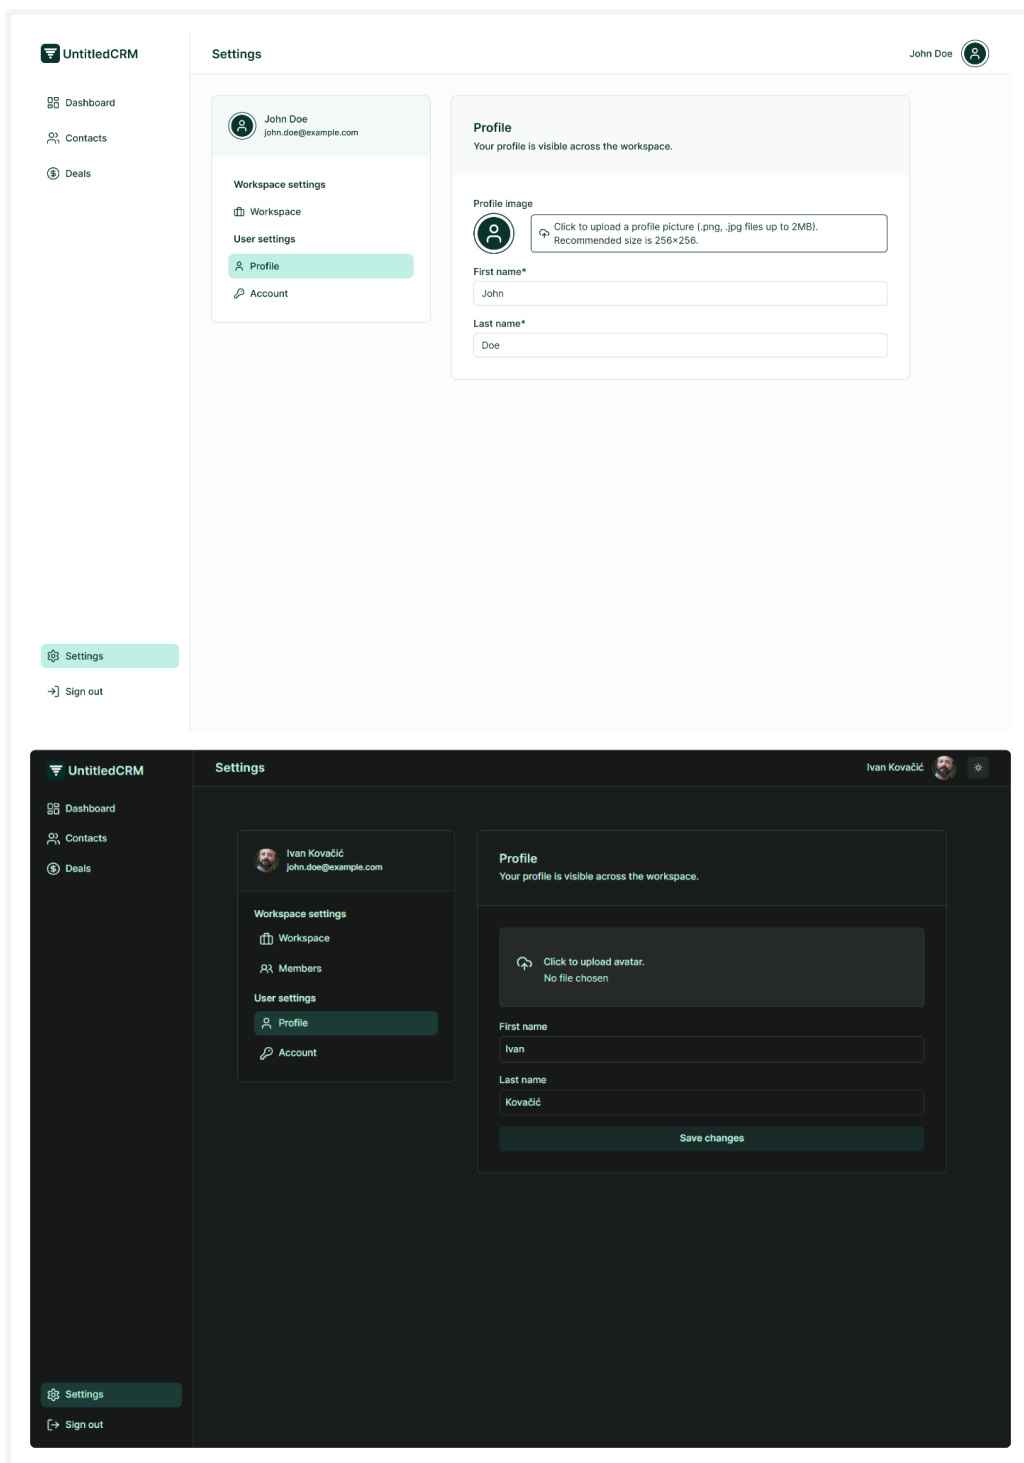 UntitledCRM
Settings
John Doe
Dashboard
Contacts
Deals
John Doe
john.doe@example.com
Workspace settings
Workspace
User settings
Profile
Account
Profile
Your profile is visible across the workspace.
Profile image
Click to upload a profile picture (.png, .jpg files up to 2MB).
Recommended size is 256×256.
First name*
John
Last name*
Doe
Settings
Sign out
UntitledCRM
Settings
Ivan Kovačić
Dashboard
Contacts
Deals
Ivan Kovačić
john.doe@example.com
Workspace settings
Workspace
Members
User settings
Profile
Account
Profile
Your profile is visible across the workspace.
Click to upload avatar.
No file chosen
First name
Ivan
Last name
Kovačić
Save changes
Settings
Sign out